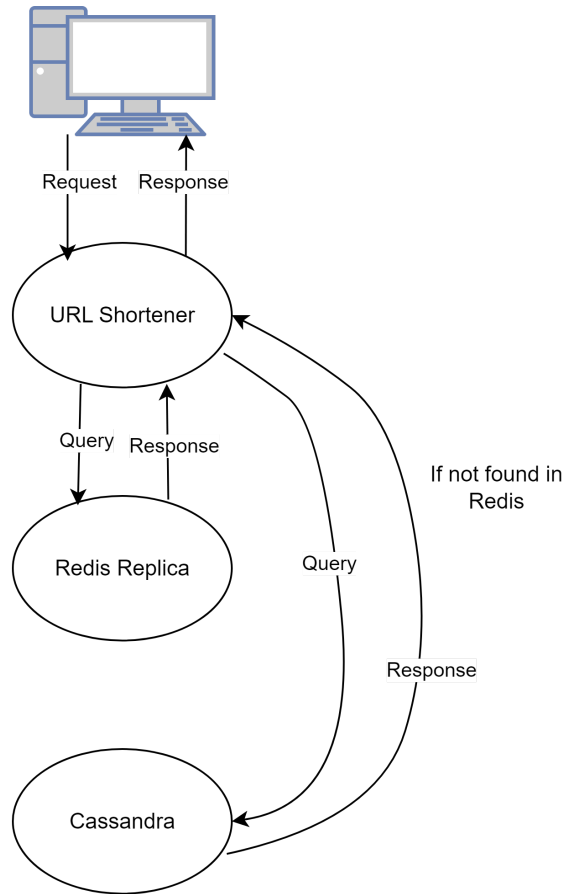 Request
Response
URL Shortener
Query
Response
If not found in
Redis
Redis Replica
Query
Response
Cassandra